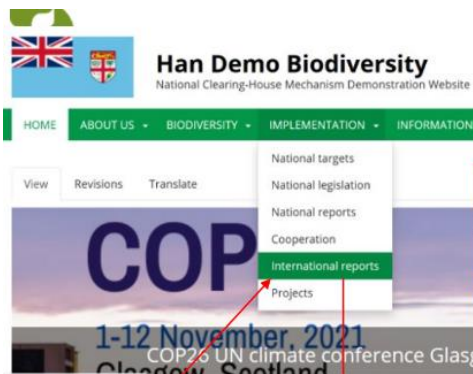 Han Demo Biodiversity
National Clearing-House Mechanism Demonstration Website
HOME ABOUT US BIODIVERSITY IMPLEMENTATION INFORMATION
National targets
National legislation
National reports
Cooperation
International reports
Projects
View Revisions Translate
COP
1-12 November, 2021
COP26 UN climate conference Glasg
Glasgow, Scotland